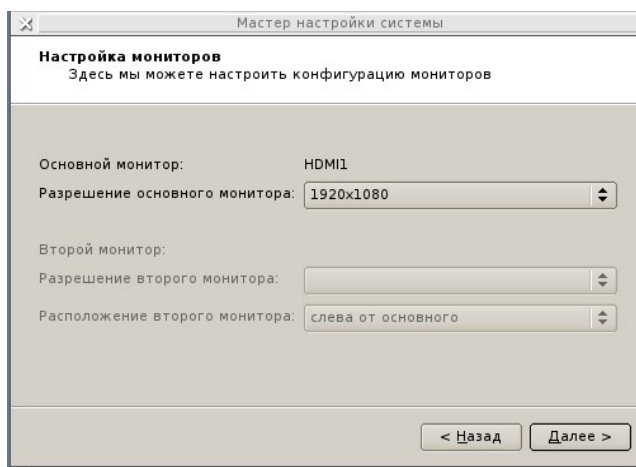 Мастер настройки системы
Настройка мониторов
Здесь мы можете настроить конфигурацию мониторов
Основной монитор: HDMI1
Разрешение основного монитора: 1920x1080
Второй монитор:
Разрешение второго монитора:
Расположение второго монитора: слева от основного
< Назад Далее >